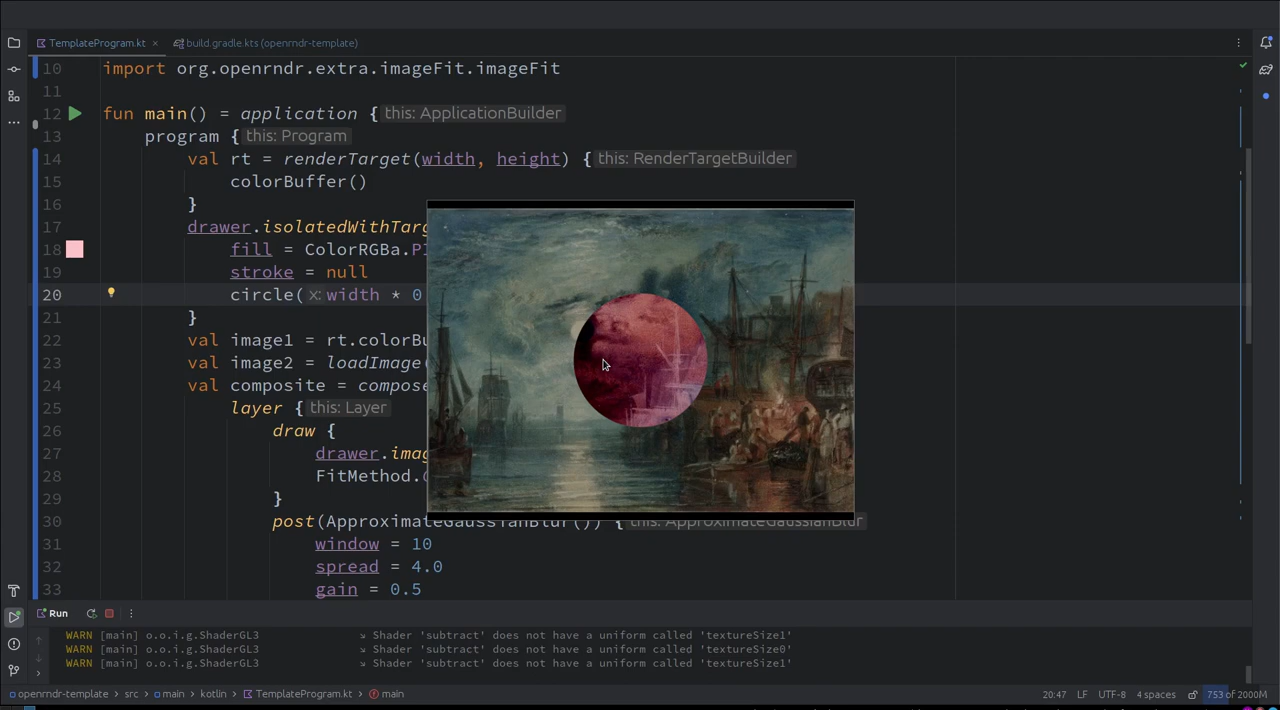 TemplateProgram.kt × build.gradle.kts (openrndr-template)
10 import org.openrndr.extra.imageFit.imageFit
11
12 fun main() = application { this: ApplicationBuilder
13 program { this: Program
14 val rt = renderTarget(width, height) { this: RenderTargetBuilder
15 colorBuffer()
16 }
17 drawer.isolatedWithTarg
18 fill = ColorRGBa.P
19 stroke = null
20 circle( x: width * 0
21 }
22 val image1 = rt.colorBu
23 val image2 = loadImage(
24 val composite = compose
25 layer { this: Layer
26 draw {
27 drawer.imag
28 FitMethod.
29 }
30 post(ApproximateGaussianBlur()) { this: ApproximateGaussianBlur
31 window = 10
32 spread = 4.0
33 gain = 0.5
Run
WARN [main] o.o.i.g.ShaderGL3 ↘ Shader 'subtract' does not have a uniform called 'textureSize1'
WARN [main] o.o.i.g.ShaderGL3 ↘ Shader 'subtract' does not have a uniform called 'textureSize0'
WARN [main] o.o.i.g.ShaderGL3 ↘ Shader 'subtract' does not have a uniform called 'textureSize1'
openrndr-template > src > main > kotlin > TemplateProgram.kt > main 20:47 LF UTF-8 4 spaces 753 of 2000M